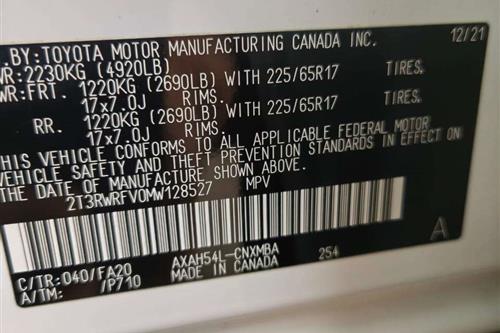 .BY:TOYOTA MOTOR MANUFACTURING CANADA INC. 12/21
WR:2230KG (4920LB)
WR:FRT. 1220KG (2690LB) WITH 225/65R17 TIRES.
17x7.0J RIMS.
RR. 1220KG (2690LB) WITH 225/65R17 TIRES.
17x7.0J RIMS.
THIS VEHICLE CONFORMS TO ALL APPLICABLE FEDERAL MOTOR
VEHICLE SAFETY AND THEFT PREVENTION STANDARDS IN EFFECT ON
THE DATE OF MANUFACTURE SHOWN ABOVE.
2T3RWRFV0MW128527 MPV
C/TR:040/FA20 AXAH54L-CNXMBA 254 A
A/TM: /P710 MADE IN CANADA